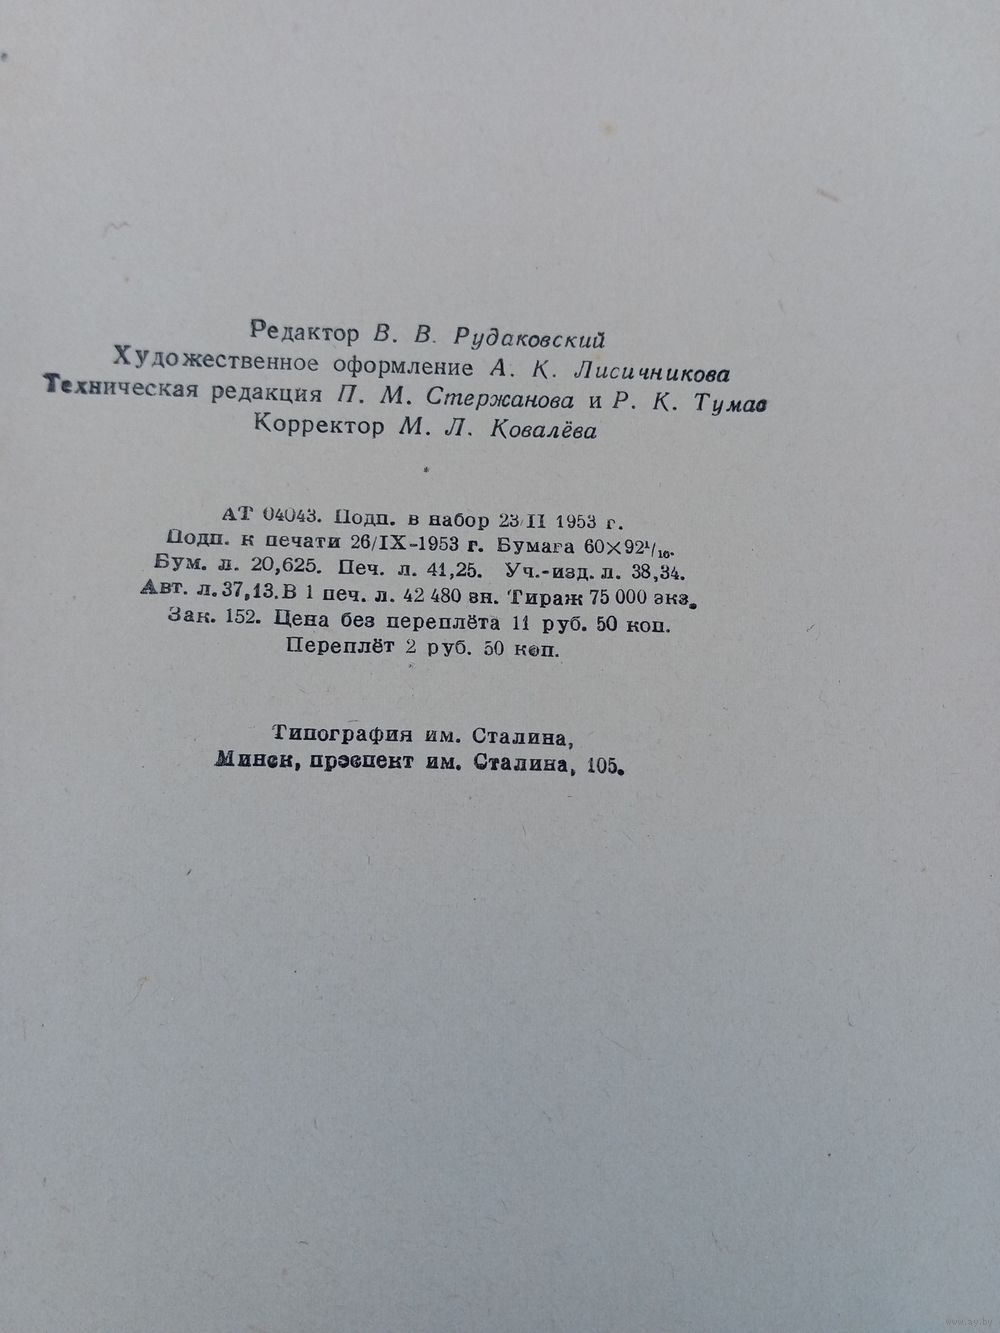 Редактор В. В. Рудаковский
Художественное оформление А. К. Лисичникова
Техническая редакция П. М. Стержанова и Р. К. Тумас
Корректор М. Л. Ковалёва
*
АТ 04043. Подп. в набор 23/II 1953 г.
Подп. к печати 26/IX-1953 г. Бумага 60×92¹/₁₆.
Бум. л. 20,625. Печ. л. 41,25. Уч.-изд. л. 38,34.
Авт. л. 37,13. В 1 печ. л. 42 480 зн. Тираж 75 000 экз.
Зак. 152. Цена без переплёта 11 руб. 50 коп.
Переплёт 2 руб. 50 коп.
Типография им. Сталина,
Минск, проспект им. Сталина, 105.
www.ay.by